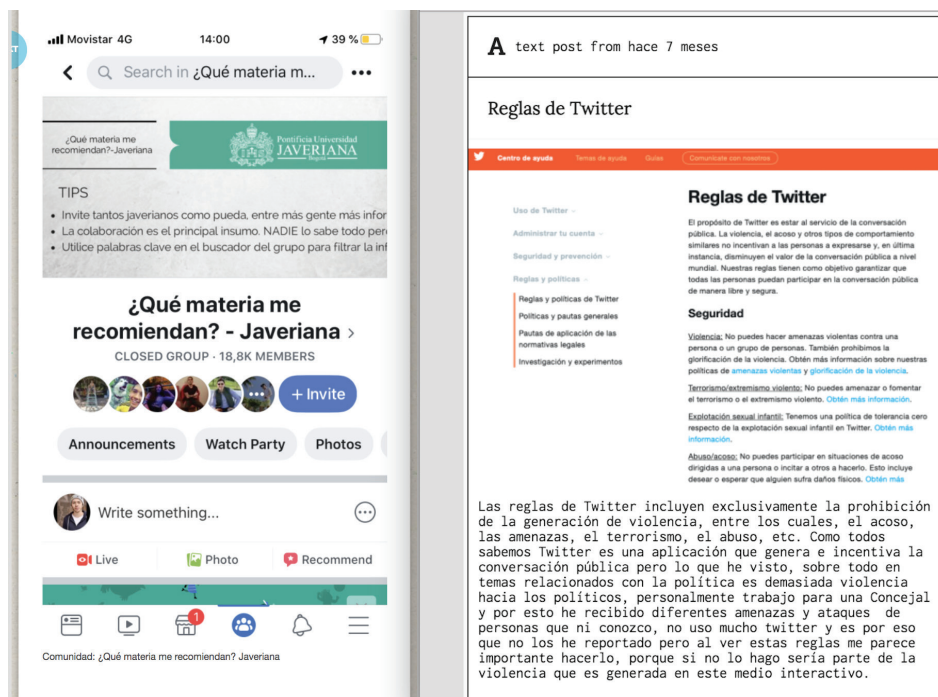 XT
Movistar 4G 14:00 39 %
Search in ¿Qué materia m...
¿Qué materia me
recomiendan?-Javeriana
Pontificia Universidad
JAVERIANA
Bogotá
TIPS
• Invite tantos javerianos como pueda, entre más gente más infor
• La colaboración es el principal insumo. NADIE lo sabe todo per
• Utilice palabras clave en el buscador del grupo para filtrar la inf
¿Qué materia me
recomiendan? - Javeriana >
CLOSED GROUP · 18,8K MEMBERS
+ Invite
Announcements Watch Party Photos
Write something...
Live Photo Recommend
1
Comunidad: ¿Qué materia me recomiendan? Javeriana
A text post from hace 7 meses
Reglas de Twitter
Centro de ayuda Temas de ayuda Guías Comunícate con nosotros
Uso de Twitter
Administrar tu cuenta
Seguridad y prevención
Reglas y políticas
Reglas y políticas de Twitter
Políticas y pautas generales
Pautas de aplicación de las
normativas legales
Investigación y experimentos
Reglas de Twitter
El propósito de Twitter es estar al servicio de la conversación
pública. La violencia, el acoso y otros tipos de comportamiento
similares no incentivan a las personas a expresarse y, en última
instancia, disminuyen el valor de la conversación pública a nivel
mundial. Nuestras reglas tienen como objetivo garantizar que
todas las personas puedan participar en la conversación pública
de manera libre y segura.
Seguridad
Violencia: No puedes hacer amenazas violentas contra una
persona o un grupo de personas. También prohibimos la
glorificación de la violencia. Obtén más información sobre nuestras
políticas de amenazas violentas y glorificación de la violencia.
Terrorismo/extremismo violento: No puedes amenazar o fomentar
el terrorismo o el extremismo violento. Obtén más información.
Explotación sexual infantil: Tenemos una política de tolerancia cero
respecto de la explotación sexual infantil en Twitter. Obtén más
información.
Abuso/acoso: No puedes participar en situaciones de acoso
dirigidas a una persona o incitar a otros a hacerlo. Esto incluye
desear o esperar que alguien sufra daños físicos. Obtén más
Las reglas de Twitter incluyen exclusivamente la prohibición
de la generación de violencia, entre los cuales, el acoso,
las amenazas, el terrorismo, el abuso, etc. Como todos
sabemos Twitter es una aplicación que genera e incentiva la
conversación pública pero lo que he visto, sobre todo en
temas relacionados con la política es demasiada violencia
hacia los políticos, personalmente trabajo para una Concejal
y por esto he recibido diferentes amenazas y ataques de
personas que ni conozco, no uso mucho twitter y es por eso
que no los he reportado pero al ver estas reglas me parece
importante hacerlo, porque si no lo hago sería parte de la
violencia que es generada en este medio interactivo.